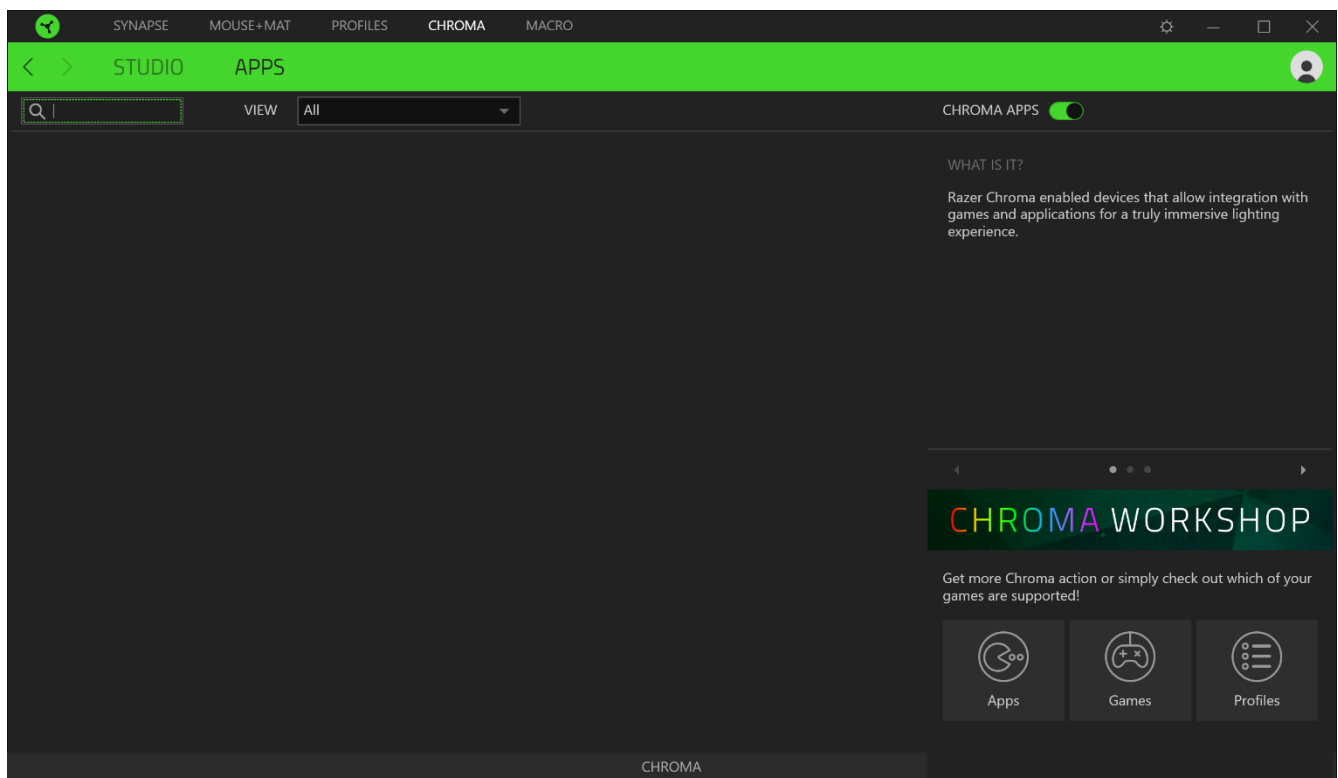 SYNAPSE MOUSE+MAT PROFILES CHROMA MACRO
STUDIO APPS
VIEW All CHROMA APPS
WHAT IS IT?
Razer Chroma enabled devices that allow integration with
games and applications for a truly immersive lighting
experience.
CHROMA WORKSHOP
Get more Chroma action or simply check out which of your
games are supported!
Apps Games Profiles
CHROMA